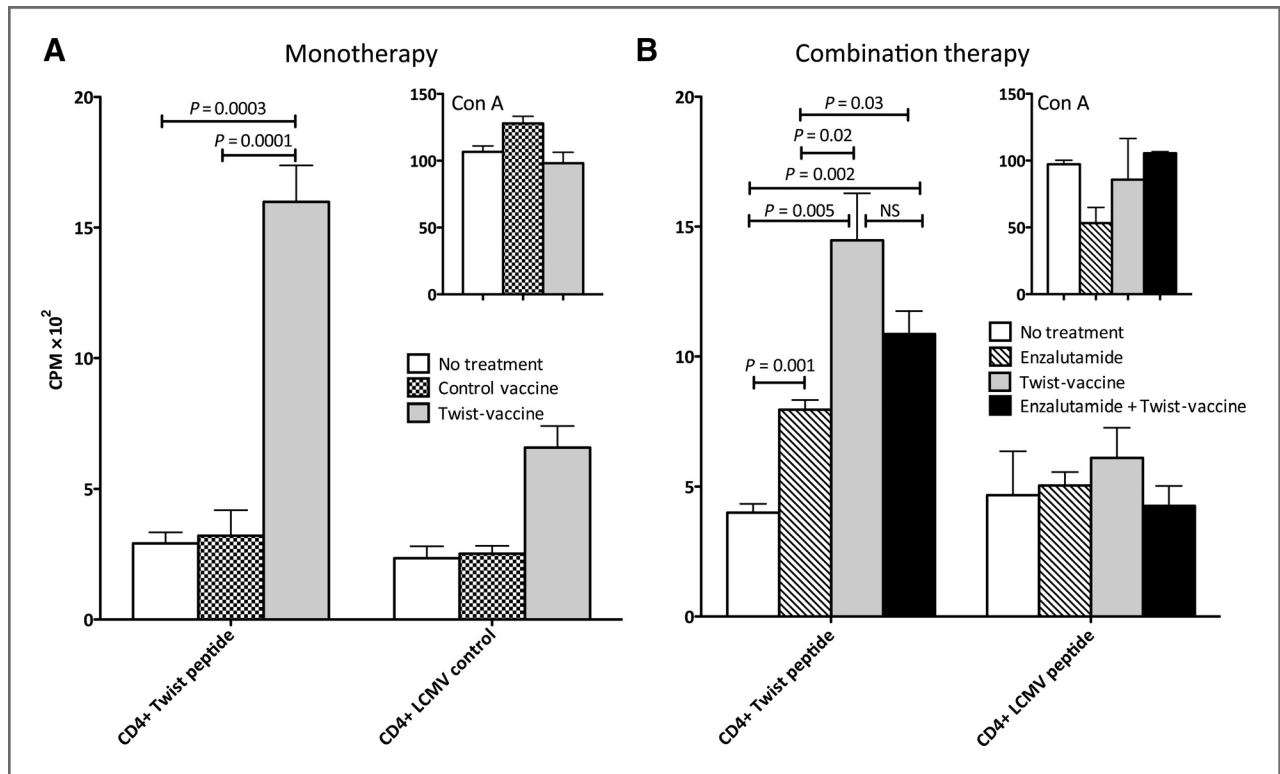 A
Monotherapy
CPM ×10²
20
15
10
5
0
P = 0.0003
P = 0.0001
150
100
50
0
Con A
No treatment
Control vaccine
Twist-vaccine
CD4+ Twist peptide
CD4+ LCMV control
B
Combination therapy
20
15
10
5
0
P = 0.03
P = 0.02
P = 0.002
P = 0.005
NS
P = 0.001
150
100
50
0
Con A
No treatment
Enzalutamide
Twist-vaccine
Enzalutamide + Twist-vaccine
CD4+ Twist peptide
CD4+ LCMV peptide